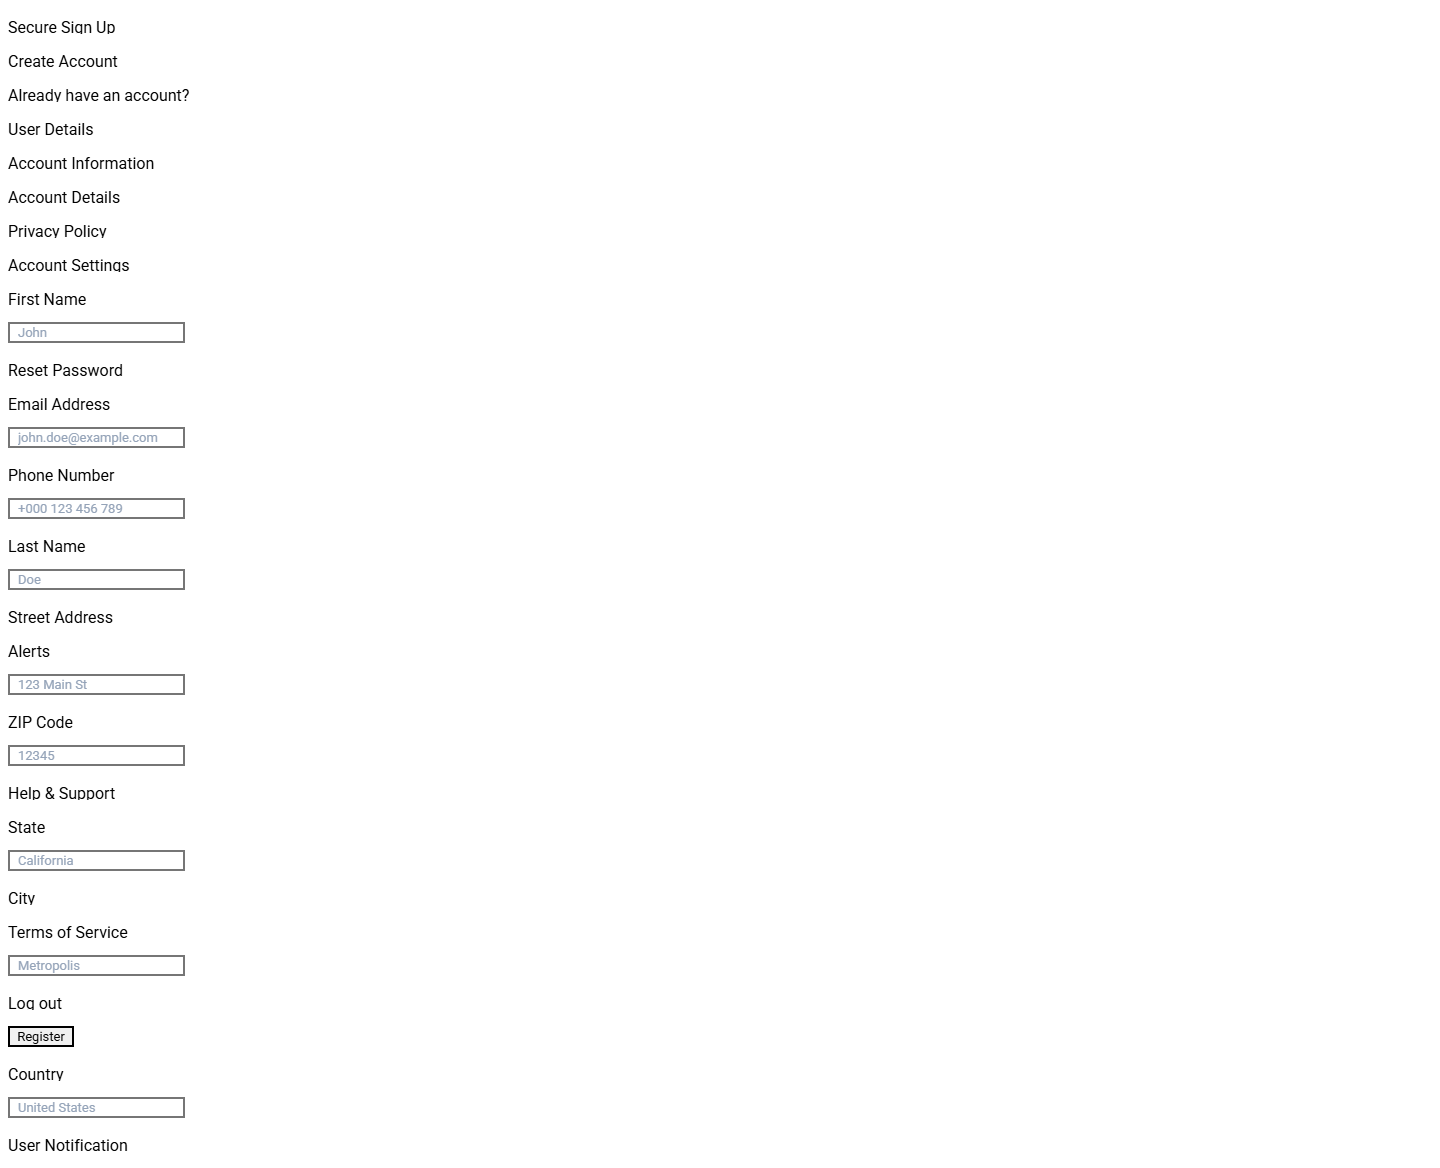 Secure Sign Up
Create Account
Already have an account?
User Details
Account Information
Account Details
Privacy Policy
Account Settings
First Name
John
Reset Password
Email Address
john.doe@example.com
Phone Number
+000 123 456 789
Last Name
Doe
Street Address
Alerts
123 Main St
ZIP Code
12345
Help & Support
State
California
City
Terms of Service
Metropolis
Log out
Register
Country
United States
User Notification